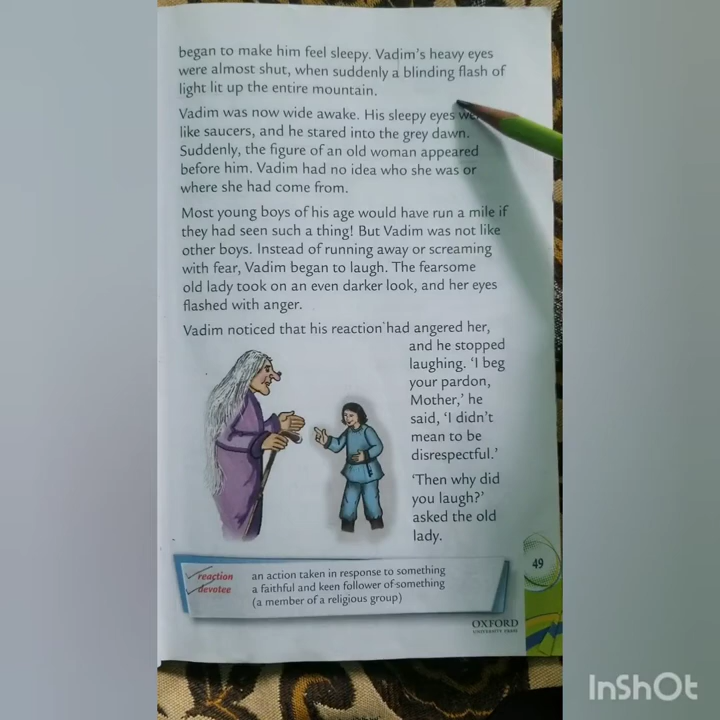 began to make him feel sleepy. Vadim's heavy eyes
were almost shut, when suddenly a blinding flash of
light lit up the entire mountain.
Vadim was now wide awake. His sleepy eyes
like saucers, and he stared into the grey dawn.
Suddenly, the figure of an old woman appeared
before him. Vadim had no idea who she was or
where she had come from.
Most young boys of his age would have run a mile if
they had seen such a thing! But Vadim was not like
other boys. Instead of running away or screaming
with fear, Vadim began to laugh. The fearsome
old lady took on an even darker look, and her eyes
flashed with anger.
Vadim noticed that his reaction had angered her,
and he stopped
laughing. 'I beg
your pardon,
Mother,' he
said, 'I didn't
mean to be
disrespectful.'
'Then why did
you laugh?'
asked the old
lady.
reaction an action taken in response to something
devotee a faithful and keen follower of something
(a member of a religious group)
49
OXFORD
UNIVERSITY PRESS
InShOt